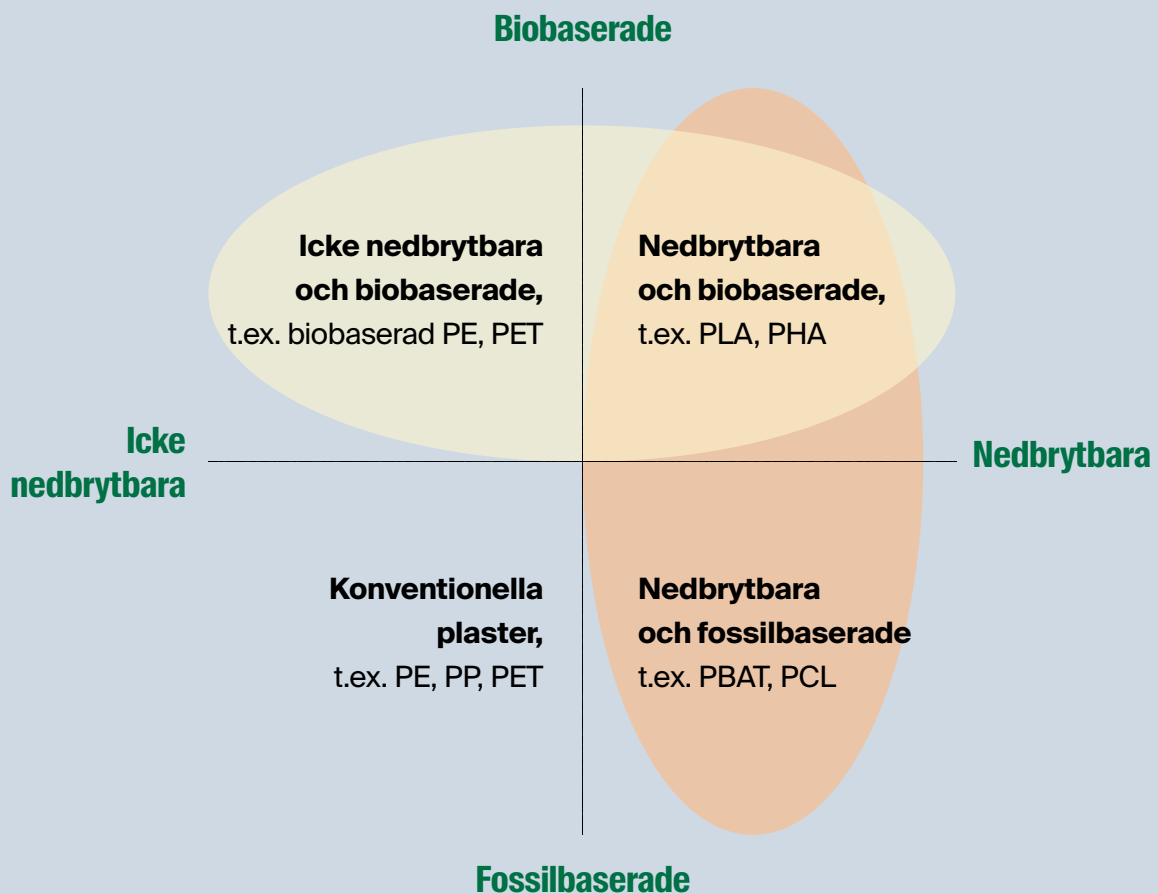 Biobaserade
Icke nedbrytbara
och biobaserade,
t.ex. biobaserad PE, PET
Nedbrytbara
och biobaserade,
t.ex. PLA, PHA
Icke
nedbrytbara
Nedbrytbara
Konventionella
plaster,
t.ex. PE, PP, PET
Nedbrytbara
och fossilbaserade
t.ex. PBAT, PCL
Fossilbaserade